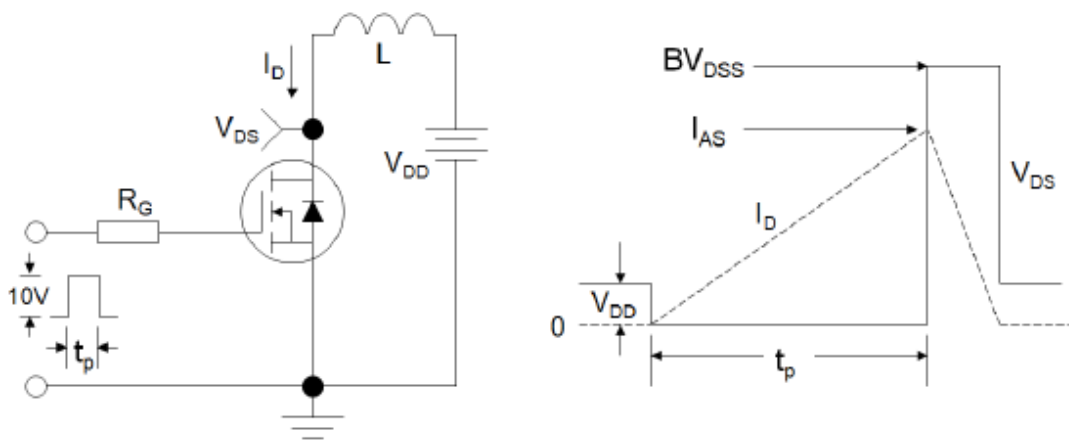 L
I_D
V_DS
V_DD
R_G
10V
t_p
BV_DSS
I_AS
V_DS
I_D
V_DD
0
t_p